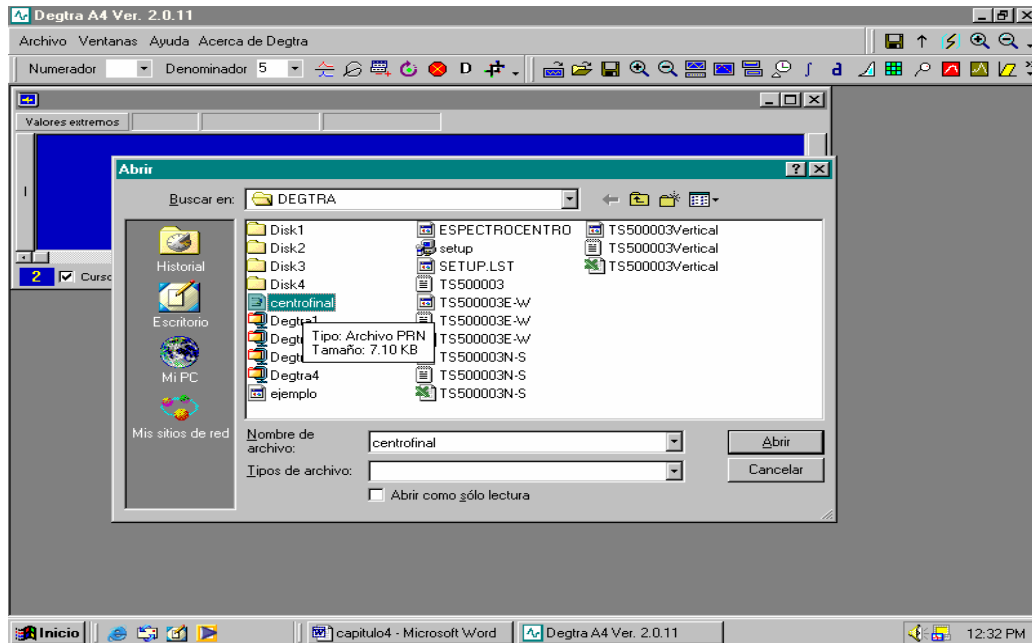 Degtra A4 Ver. 2.0.11
Archivo Ventanas Ayuda Acerca de Degtra
Numerador Denominador 5 D a
Valores extremos
Abrir
Buscar en: DEGTRA
Historial
Escritorio
Mi PC
Mis sitios de red
Disk1
Disk2
Disk3
Disk4
centrofinal
Degtra1
Degt
Degt
Degtra4
ejemplo
Tipo: Archivo PRN
Tamaño: 7.10 KB
ESPECTROCENTRO
setup
SETUP.LST
TS500003
TS500003E-W
TS500003E-W
TS500003E-W
TS500003N-S
TS500003N-S
TS500003N-S
TS500003Vertical
TS500003Vertical
TS500003Vertical
Nombre de
archivo:
centrofinal
Abrir
Tipos de archivo:
Cancelar
Abrir como sólo lectura
2 Curso
Inicio
capitulo4 - Microsoft Word
Degtra A4 Ver. 2.0.11
12:32 PM